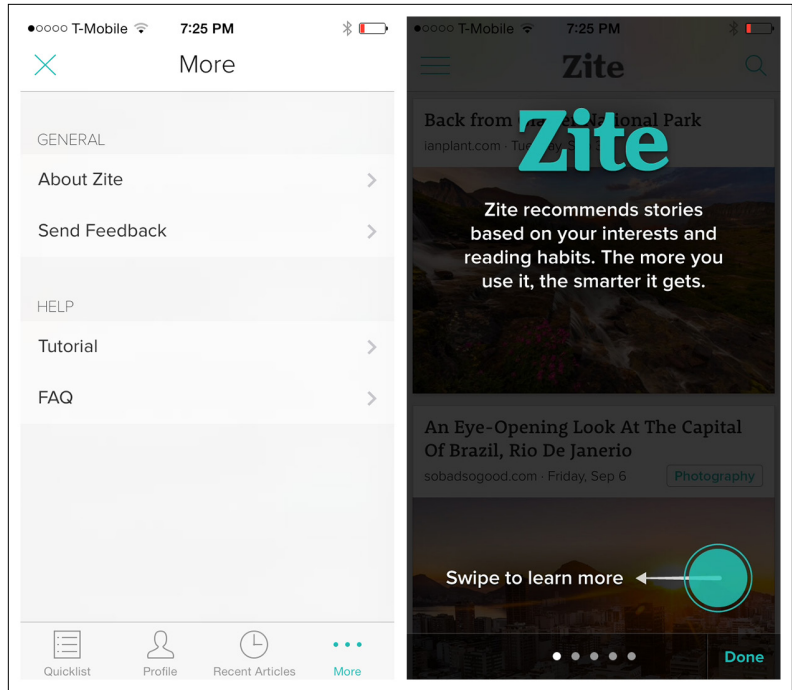 T-Mobile 7:25 PM
More
GENERAL
About Zite
Send Feedback
HELP
Tutorial
FAQ
Quicklist Profile Recent Articles More
T-Mobile 7:25 PM
Zite
Back from National Park
ianplant.com · Sep
Zite
Zite recommends stories
based on your interests and
reading habits. The more you
use it, the smarter it gets.
An Eye-Opening Look At The Capital
Of Brazil, Rio De Janerio
sobadsogood.com · Friday, Sep 6 Photography
Swipe to learn more
Done